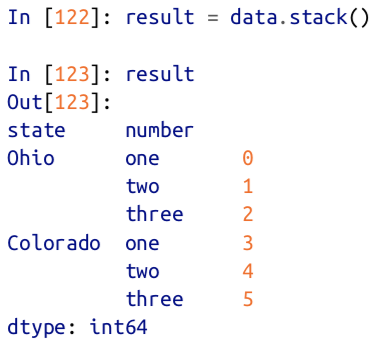 In [122]: result = data.stack()
In [123]: result
Out[123]:
state     number
Ohio      one       0
          two       1
          three     2
Colorado  one       3
          two       4
          three     5
dtype: int64